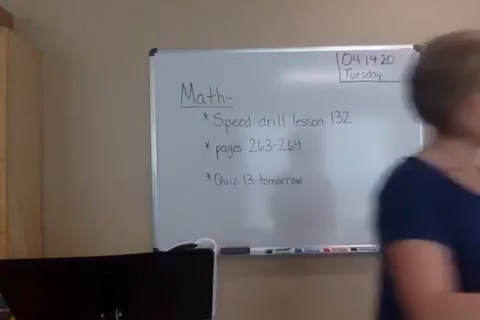 04 14 20
Tuesday
Math-
* Speed drill lesson 132
* pages 263-264
* Quiz 13 tomorrow